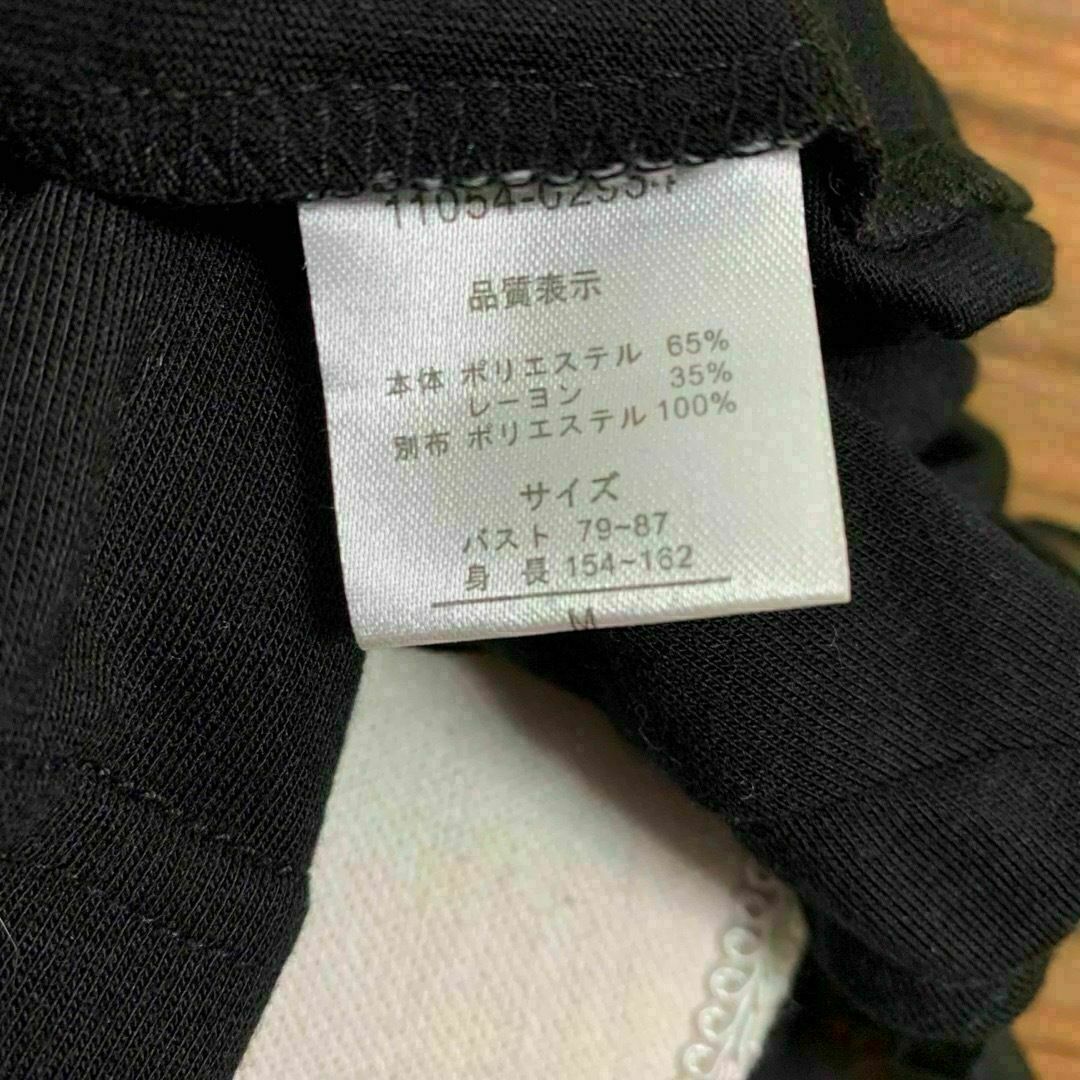 品質表示
本体 ポリエステル 65%
レーヨン 35%
別布 ポリエステル 100%
サイズ
バスト 79~87
身 長 154~162
M